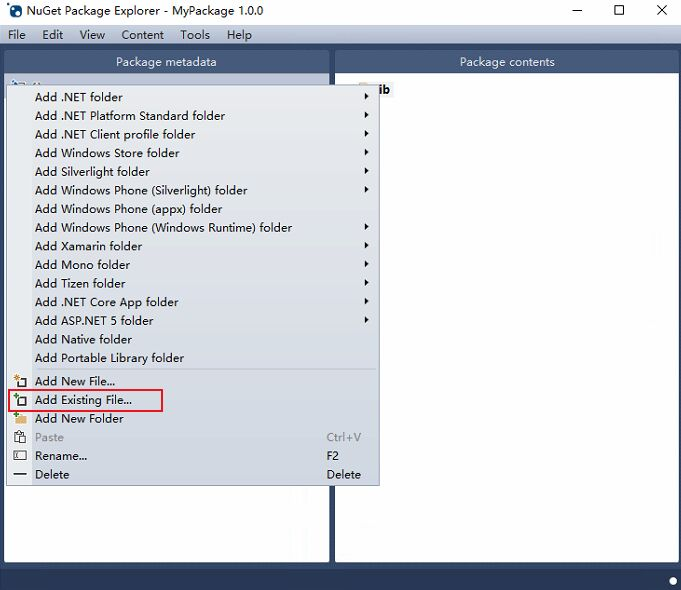 NuGet Package Explorer - MyPackage 1.0.0
File Edit View Content Tools Help
Package metadata
Package contents
ib
Add .NET folder
Add .NET Platform Standard folder
Add .NET Client profile folder
Add Windows Store folder
Add Silverlight folder
Add Windows Phone (Silverlight) folder
Add Windows Phone (appx) folder
Add Windows Phone (Windows Runtime) folder
Add Xamarin folder
Add Mono folder
Add Tizen folder
Add .NET Core App folder
Add ASP.NET 5 folder
Add Native folder
Add Portable Library folder
Add New File...
Add Existing File...
Add New Folder
Paste Ctrl+V
Rename... F2
Delete Delete